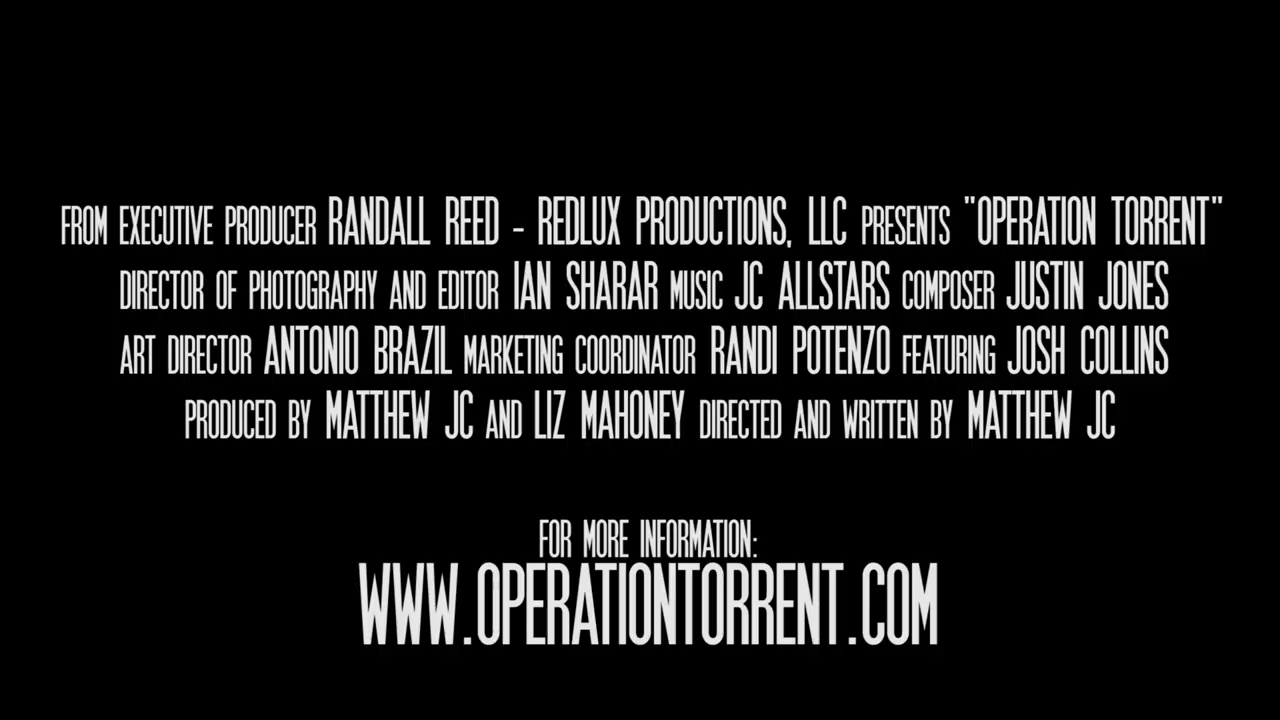 FROM EXECUTIVE PRODUCER RANDALL REED - REDLUX PRODUCTIONS, LLC PRESENTS "OPERATION TORRENT"
DIRECTOR OF PHOTOGRAPHY AND EDITOR IAN SHARAR MUSIC JC ALLSTARS COMPOSER JUSTIN JONES
ART DIRECTOR ANTONIO BRAZIL MARKETING COORDINATOR RANDI POTENZO FEATURING JOSH COLLINS
PRODUCED BY MATTHEW JC AND LIZ MAHONEY DIRECTED AND WRITTEN BY MATTHEW JC
FOR MORE INFORMATION:
WWW.OPERATIONTORRENT.COM